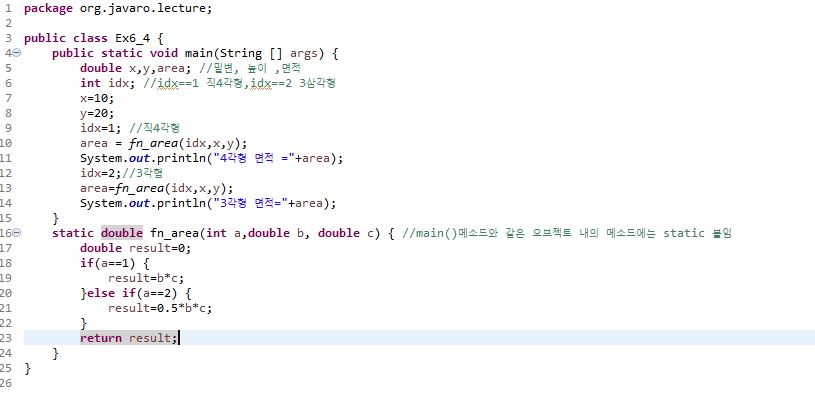 1 package org.javaro.lecture;
2
3 public class Ex6_4 {
4 public static void main(String [] args) {
5 double x,y,area; //밑변, 높이 ,면적
6 int idx; //idx==1 직4각형,idx==2 3삼각형
7 x=10;
8 y=20;
9 idx=1; //직4각형
10 area = fn_area(idx,x,y);
11 System.out.println("4각형 면적 ="+area);
12 idx=2;//3각형
13 area=fn_area(idx,x,y);
14 System.out.println("3각형 면적="+area);
15 }
16 static double fn_area(int a,double b, double c) { //main()메소드와 같은 오브젝트 내의 메소드에는 static 붙임
17 double result=0;
18 if(a==1) {
19 result=b*c;
20 }else if(a==2) {
21 result=0.5*b*c;
22 }
23 return result;
24 }
25 }
26